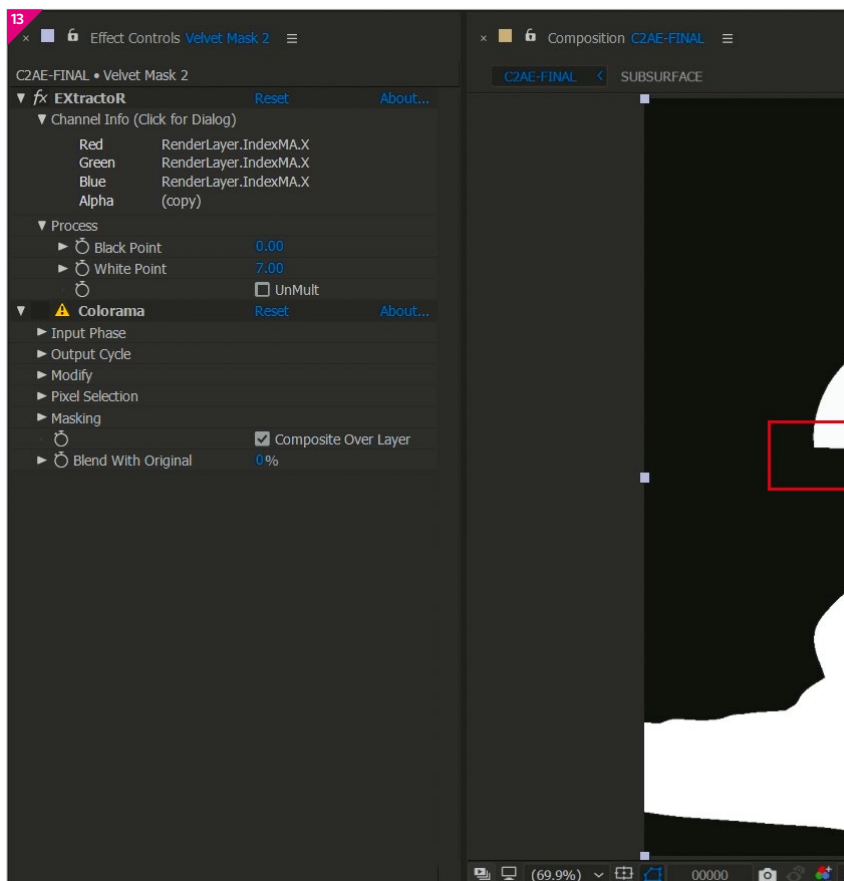 13
Effect Controls Velvet Mask 2
C2AE-FINAL • Velvet Mask 2
fx EXtractoR Reset About...
Channel Info (Click for Dialog)
Red RenderLayer.IndexMA.X
Green RenderLayer.IndexMA.X
Blue RenderLayer.IndexMA.X
Alpha (copy)
Process
Black Point 0.00
White Point 7.00
UnMult
Colorama Reset About...
Input Phase
Output Cycle
Modify
Pixel Selection
Masking
Composite Over Layer
Blend With Original 0%
Composition C2AE-FINAL
C2AE-FINAL SUBSURFACE
(69.9%) 00000